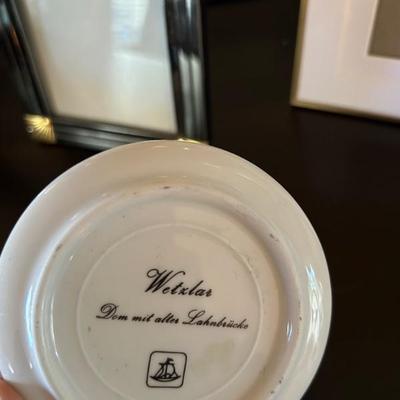 Wetzlar
Dom mit alter Lahnbrücke